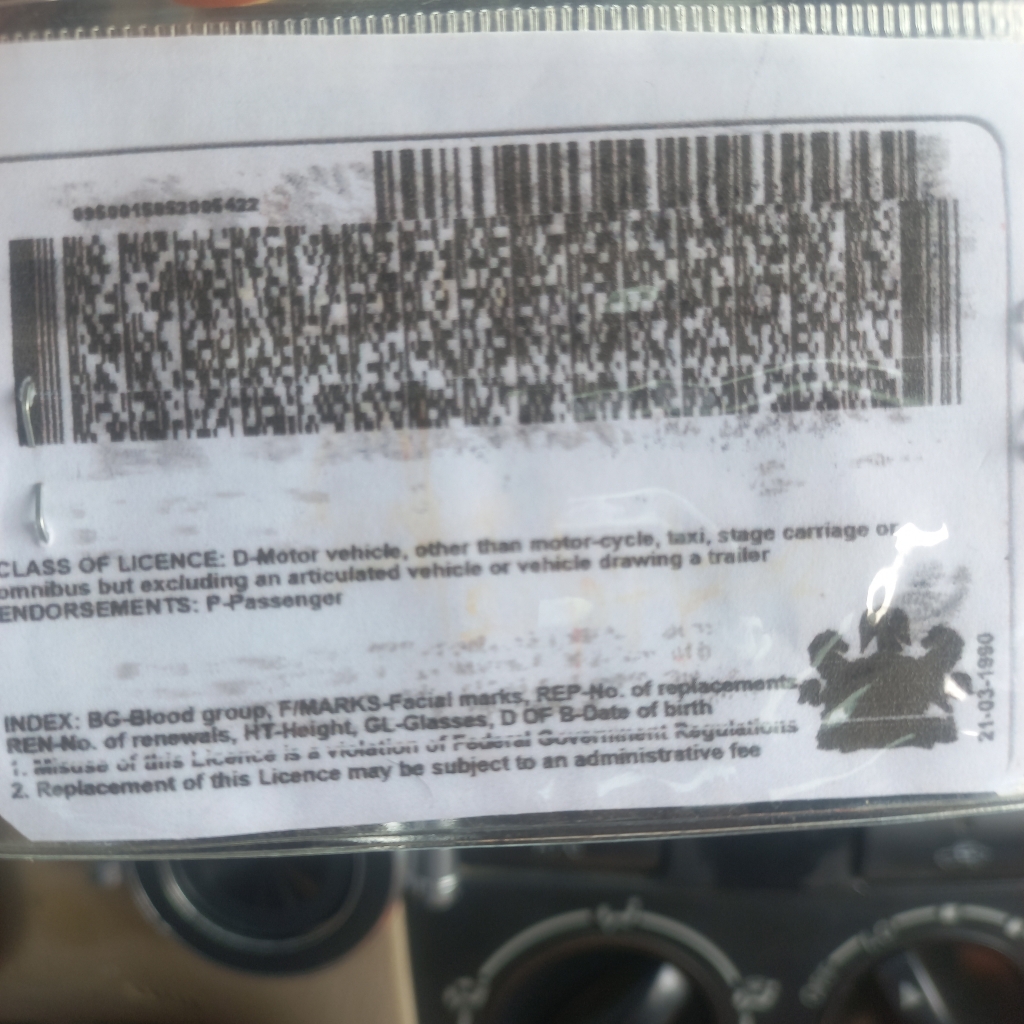 CLASS OF LICENCE: D-Motor vehicle, other than motor-cycle, taxi, stage carriage or
omnibus but excluding an articulated vehicle or vehicle drawing a trailer
ENDORSEMENTS: P-Passenger
INDEX: BG-Blood group, F/MARKS-Facial marks, REP-No. of replacements
REN-No. of renewals, HT-Height, GL-Glasses, D OF B-Date of birth
1. Misuse of this Licence is a violation of Federal Government Regulations
2. Replacement of this Licence may be subject to an administrative fee
21-03-1990